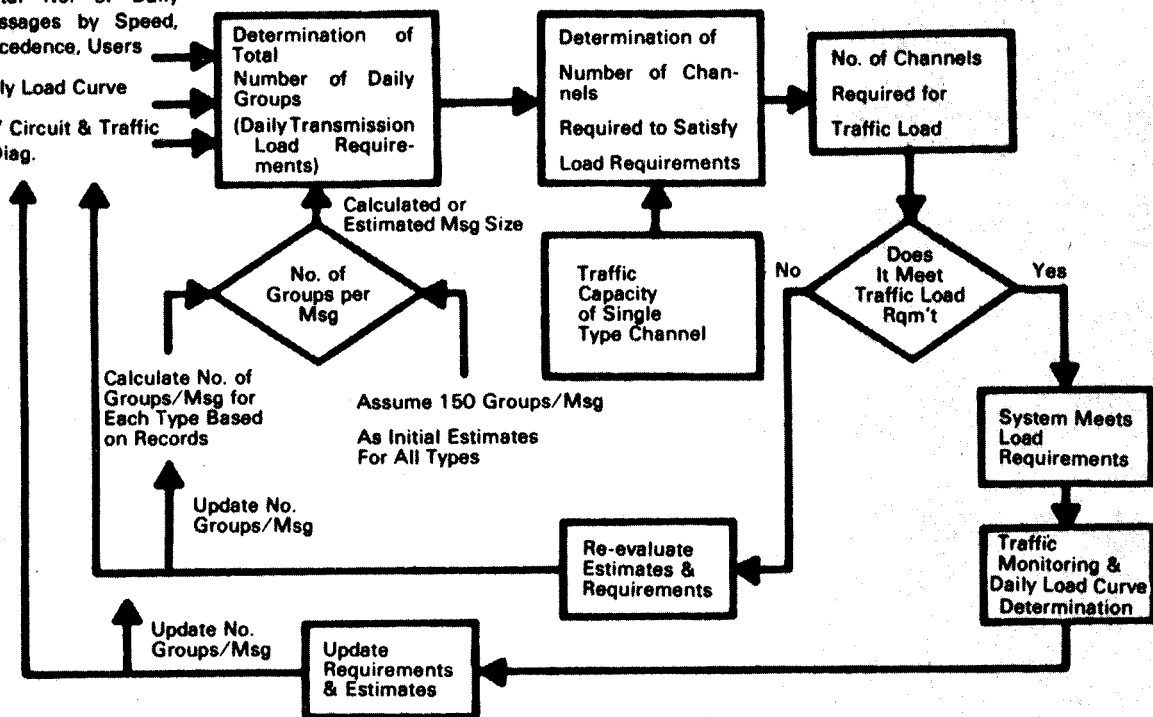 No. of Daily
by Speed,
Users
Load Curve
Circuit & Traffic
Diag.
Determination of
Total
Number of Daily
Groups
(Daily Transmission
Load Require-
ments)
Determination of
Number of Chan-
nels
Required to Satisfy
Load Requirements
No. of Channels
Required for
Traffic Load
Calculated or
Estimated Msg Size
No. of
Groups per
Msg
Traffic
Capacity
of Single
Type Channel
No
Does
It Meet
Traffic Load
Rqm't
Yes
Calculate No. of
Groups/Msg for
Each Type Based
on Records
Assume 150 Groups/Msg
As Initial Estimates
For All Types
System Meets
Load
Requirements
Update No.
Groups/Msg
Re-evaluate
Estimates &
Requirements
Traffic
Monitoring &
Daily Load Curve
Determination
Update No.
Groups/Msg
Update
Requirements
& Estimates